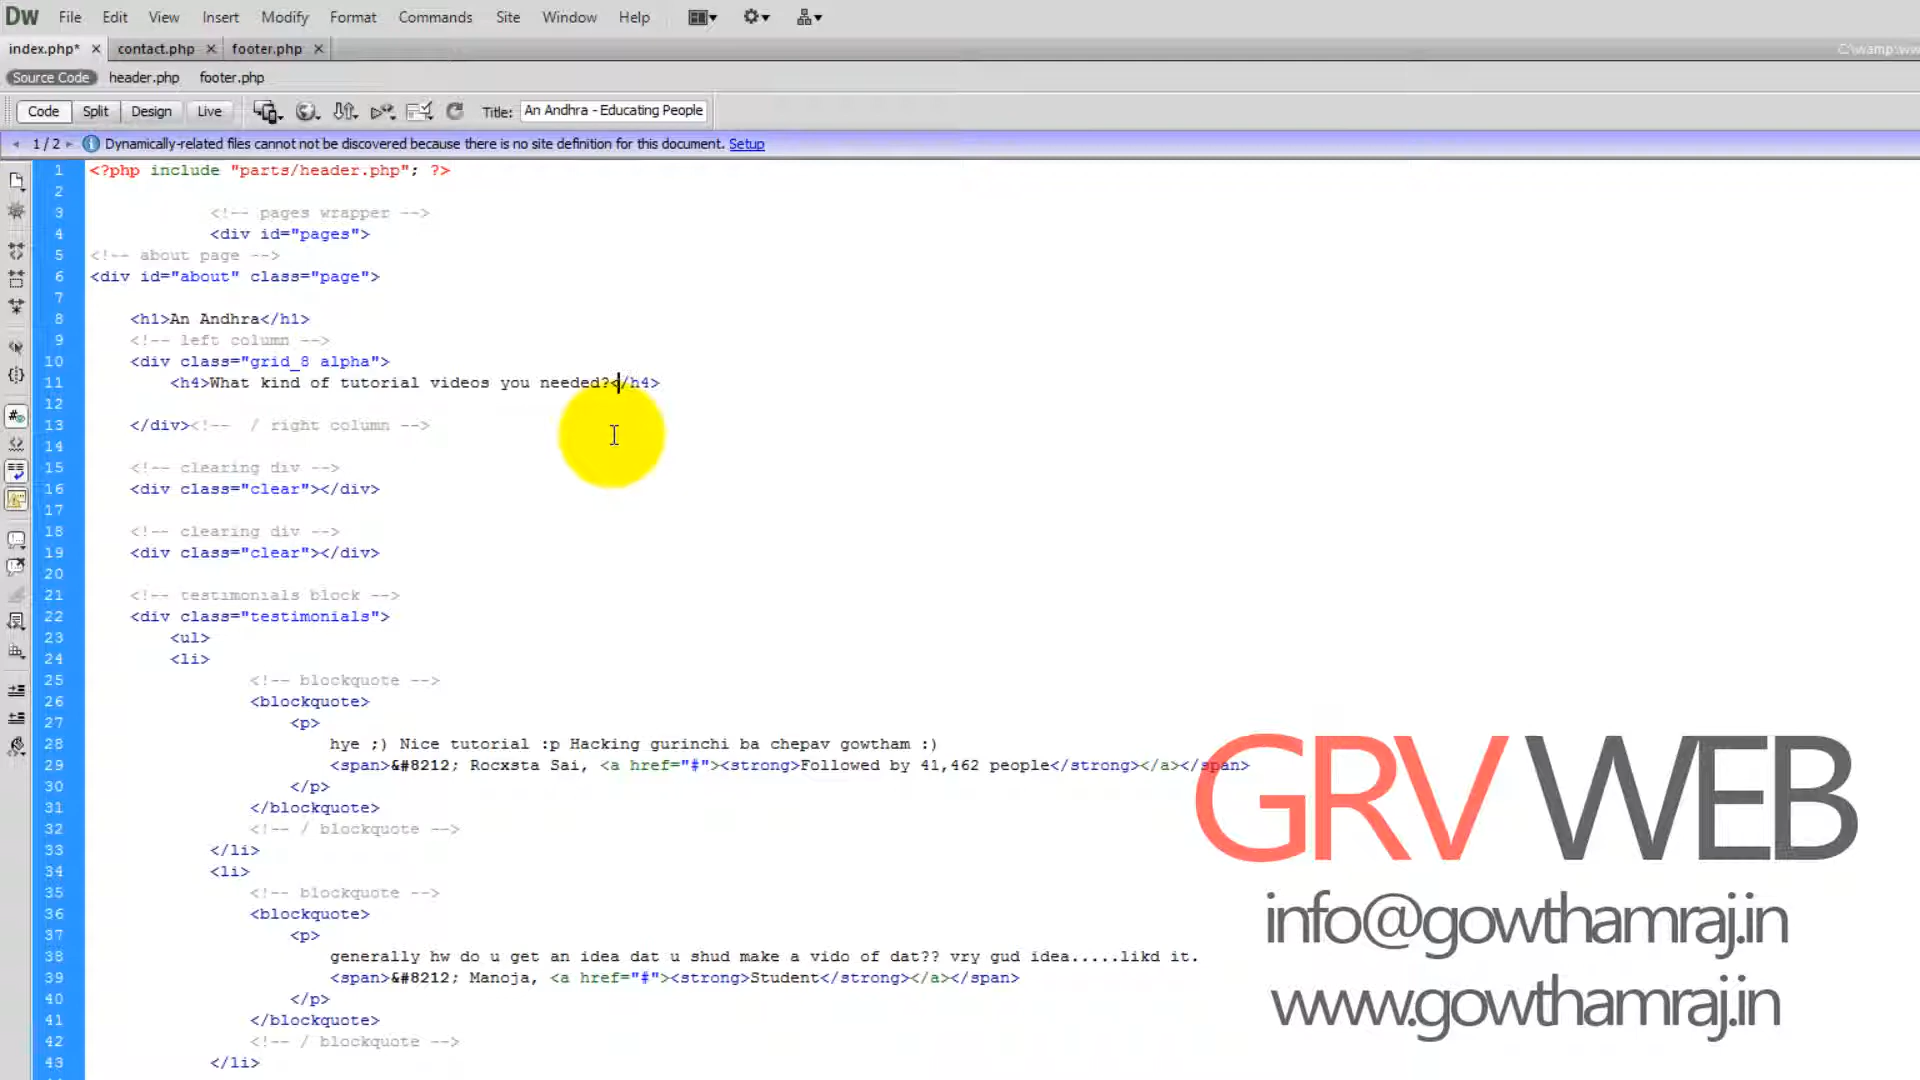 Dw File Edit View Insert Modify Format Commands Site Window Help
index.php* × contact.php × footer.php × C:\wamp\ww
Source Code header.php footer.php
Code Split Design Live Title: An Andhra - Educating People
1 / 2 Dynamically-related files cannot not be discovered because there is no site definition for this document. Setup
1 <?php include "parts/header.php"; ?>
2
3 <!-- pages wrapper -->
4 <div id="pages">
5 <!-- about page -->
6 <div id="about" class="page">
7
8 <h1>An Andhra</h1>
9 <!-- left column -->
10 <div class="grid_8 alpha">
11 <h4>What kind of tutorial videos you needed?</h4>
12
13 </div><!-- / right column -->
14
15 <!-- clearing div -->
16 <div class="clear"></div>
17
18 <!-- clearing div -->
19 <div class="clear"></div>
20
21 <!-- testimonials block -->
22 <div class="testimonials">
23 <ul>
24 <li>
25 <!-- blockquote -->
26 <blockquote>
27 <p>
28 hye ;) Nice tutorial :p Hacking gurinchi ba chepav gowtham :)
29 <span>&#8212; Rocxsta Sai, <a href="#"><strong>Followed by 41,462 people</strong></a></span>
30 </p>
31 </blockquote>
32 <!-- / blockquote -->
33 </li>
34 <li>
35 <!-- blockquote -->
36 <blockquote>
37 <p>
38 generally hw do u get an idea dat u shud make a vido of dat?? vry gud idea.....likd it.
39 <span>&#8212; Manoja, <a href="#"><strong>Student</strong></a></span>
40 </p>
41 </blockquote>
42 <!-- / blockquote -->
43 </li>
GRV WEB
info@gowthamraj.in
www.gowthamraj.in